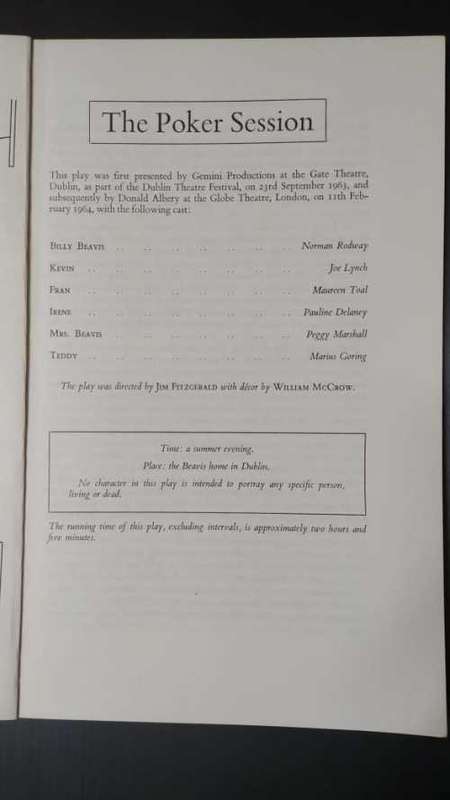 The Poker Session
This play was first presented by Gemini Productions at the Gate Theatre,
Dublin, as part of the Dublin Theatre Festival, on 23rd September 1963, and
subsequently by Donald Albery at the Globe Theatre, London, on 11th Feb-
ruary 1964, with the following cast:
BILLY BEAVIS .. .. .. .. .. .. .. Norman Rodway
KEVIN .. .. .. .. .. .. .. .. Joe Lynch
FRAN .. .. .. .. .. .. .. .. Maureen Toal
IRENE .. .. .. .. .. .. .. .. Pauline Delaney
MRS. BEAVIS .. .. .. .. .. .. .. Peggy Marshall
TEDDY .. .. .. .. .. .. .. .. Marius Goring
The play was directed by JIM FITZGERALD with décor by WILLIAM MCCROW.
Time: a summer evening.
Place: the Beavis home in Dublin.
No character in this play is intended to portray any specific person,
living or dead.
The running time of this play, excluding intervals, is approximately two hours and
five minutes.